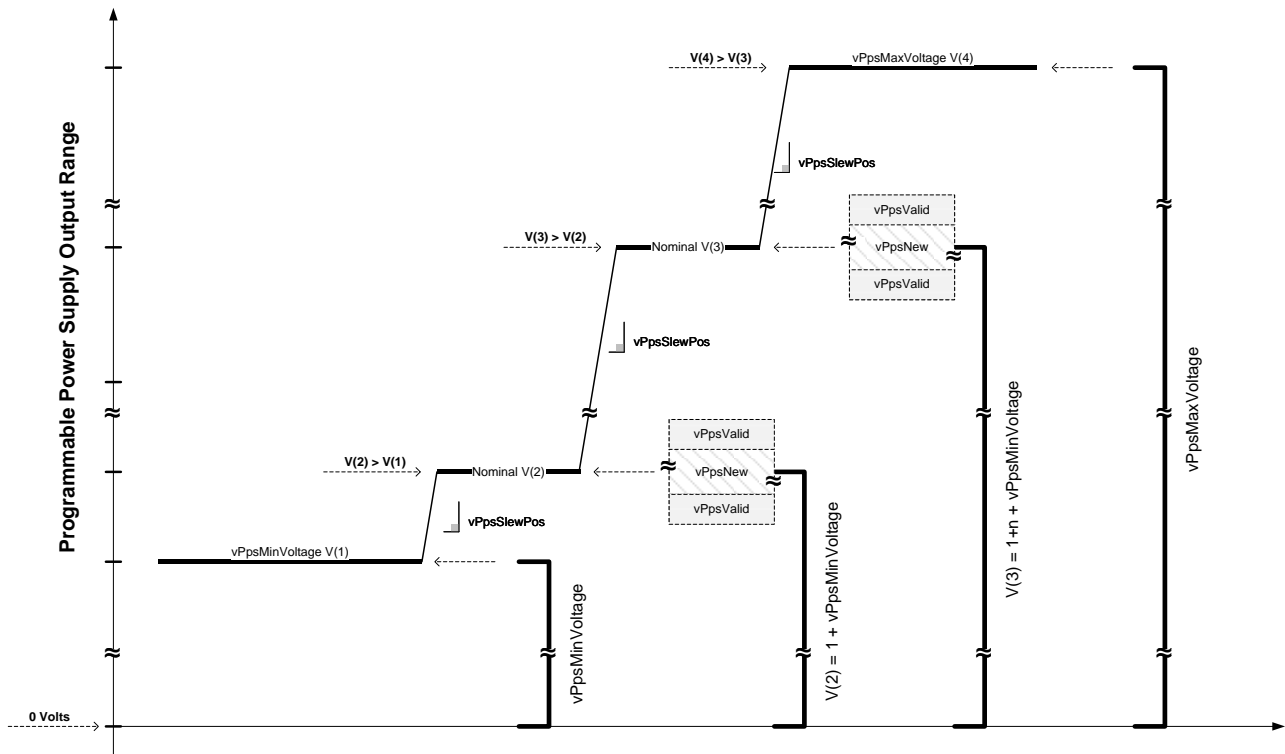 V(4) > V(3)
vPpsMaxVoltage V(4)
Programmable Power Supply Output Range
vPpsSlewPos
vPpsValid
V(3) > V(2)
Nominal V(3)
vPpsNew
vPpsValid
vPpsSlewPos
vPpsMaxVoltage
V(3) = 1+n + vPpsMinVoltage
vPpsValid
V(2) > V(1)
Nominal V(2)
vPpsNew
vPpsValid
vPpsSlewPos
V(2) = 1 + vPpsMinVoltage
vPpsMinVoltage V(1)
vPpsMinVoltage
0 Volts